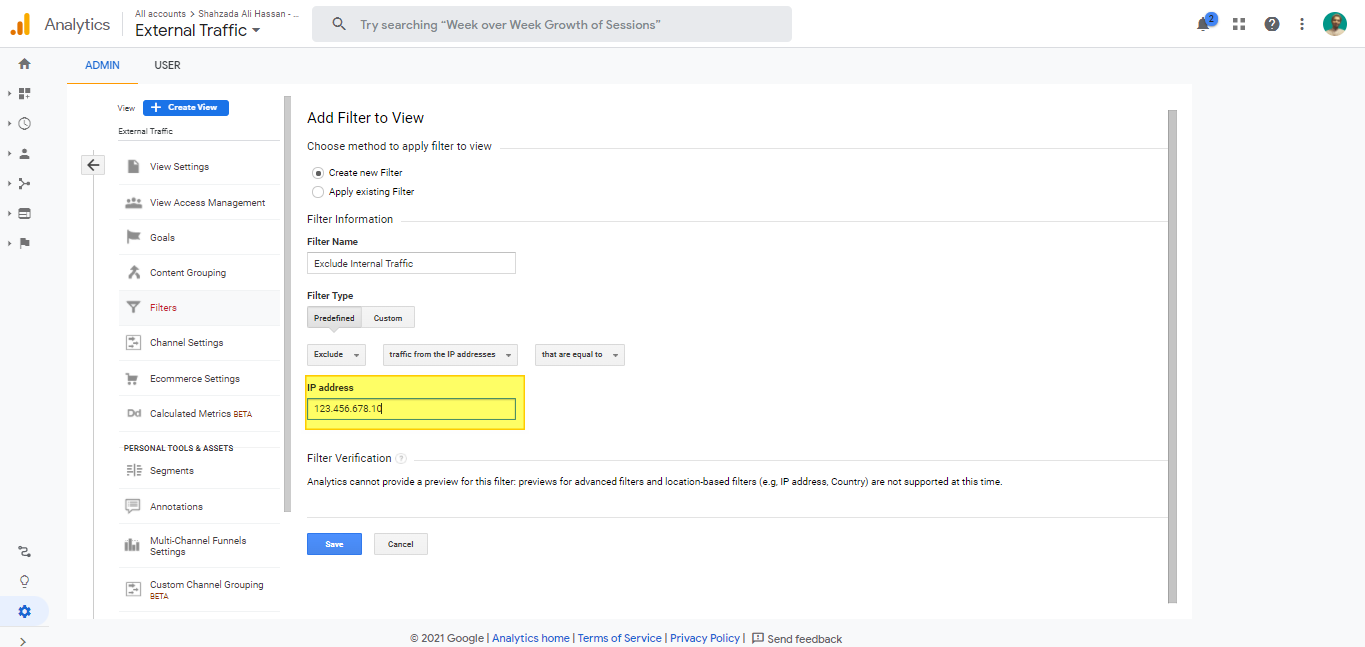 Analytics
All accounts > Shahzada Ali Hassan - ...
External Traffic
Try searching “Week over Week Growth of Sessions”
2
ADMIN
USER
View
+ Create View
External Traffic
View Settings
View Access Management
Goals
Content Grouping
Filters
Channel Settings
Ecommerce Settings
Dd Calculated Metrics BETA
PERSONAL TOOLS & ASSETS
Segments
Annotations
Multi-Channel Funnels
Settings
Custom Channel Grouping
BETA
Add Filter to View
Choose method to apply filter to view
Create new Filter
Apply existing Filter
Filter Information
Filter Name
Exclude Internal Traffic
Filter Type
Predefined Custom
Exclude traffic from the IP addresses that are equal to
IP address
123.456.678.10
Filter Verification ?
Analytics cannot provide a preview for this filter: previews for advanced filters and location-based filters (e.g, IP address, Country) are not supported at this time.
Save Cancel
© 2021 Google | Analytics home | Terms of Service | Privacy Policy | Send feedback